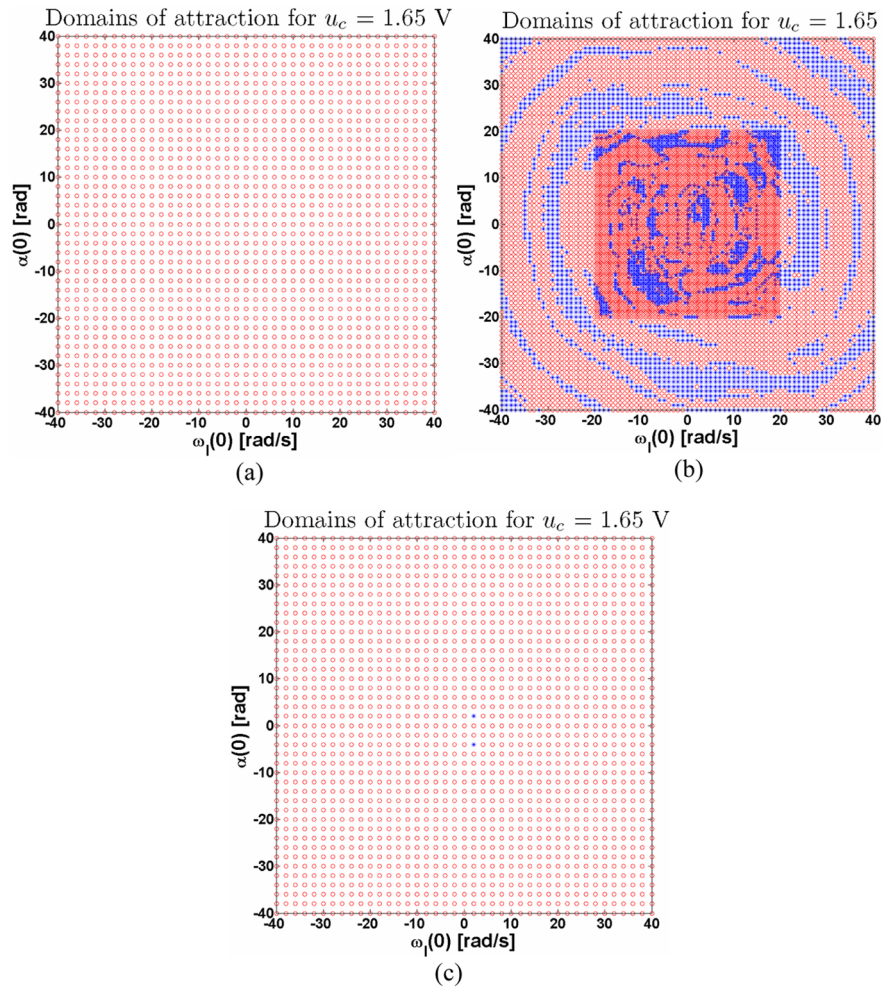 Domains of attraction for u_c = 1.65 V
40
30
20
10
0
-10
-20
-30
-40
α(0) [rad]
-40 -30 -20 -10 0 10 20 30 40
ω_l(0) [rad/s]
(a)
Domains of attraction for u_c = 1.65
40
30
20
10
0
-10
-20
-30
-40
α(0) [rad]
-40 -30 -20 -10 0 10 20 30 40
ω_l(0) [rad/s]
(b)
Domains of attraction for u_c = 1.65 V
40
30
20
10
0
-10
-20
-30
-40
α(0) [rad]
-40 -30 -20 -10 0 10 20 30 40
ω_l(0) [rad/s]
(c)